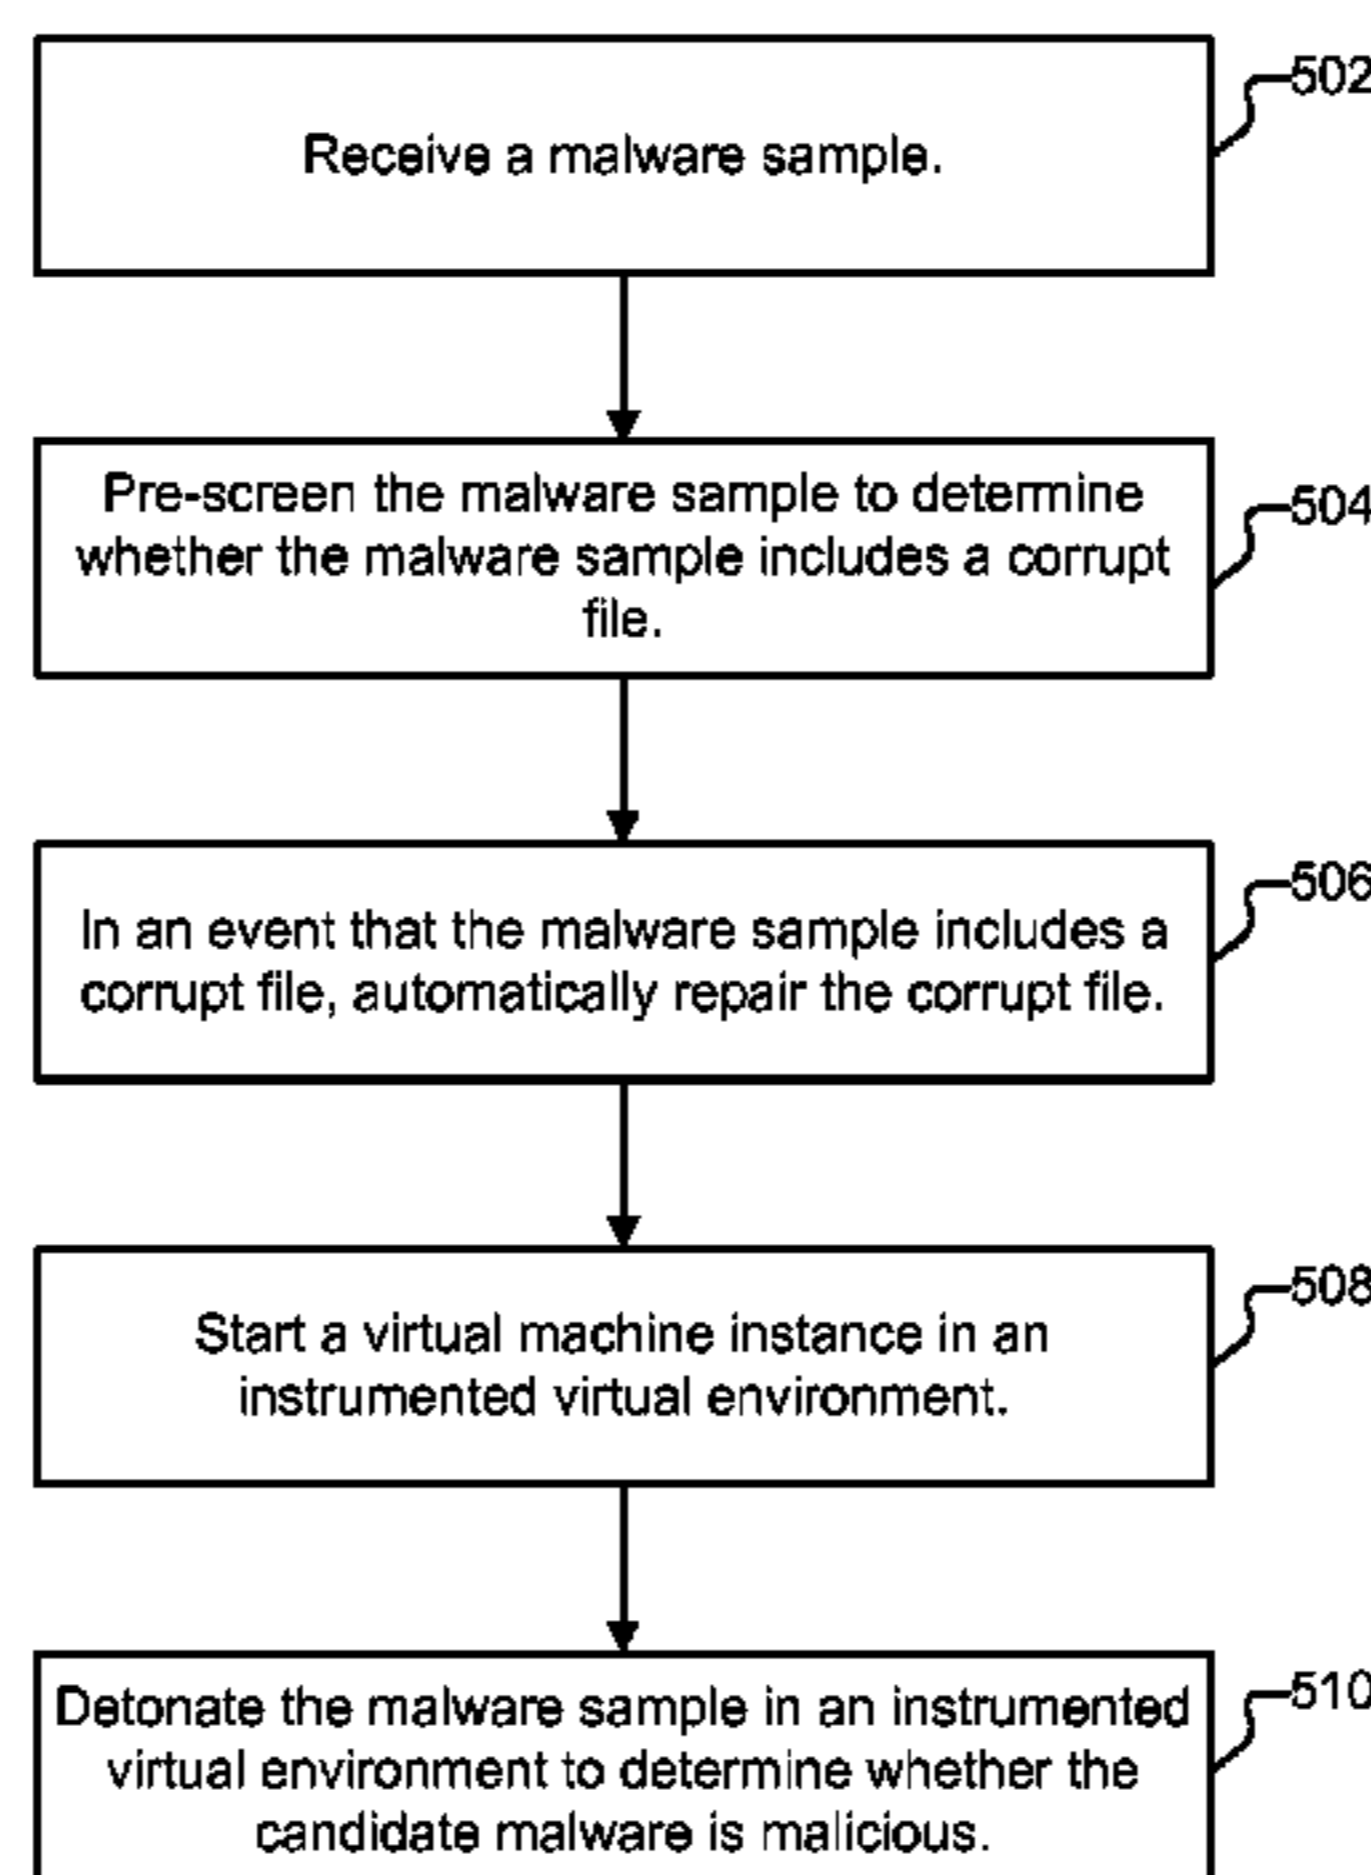 502
Receive a malware sample.
504
Pre-screen the malware sample to determine
whether the malware sample includes a corrupt
file.
506
In an event that the malware sample includes a
corrupt file, automatically repair the corrupt file.
508
Start a virtual machine instance in an
instrumented virtual environment.
510
Detonate the malware sample in an instrumented
virtual environment to determine whether the
candidate malware is malicious.